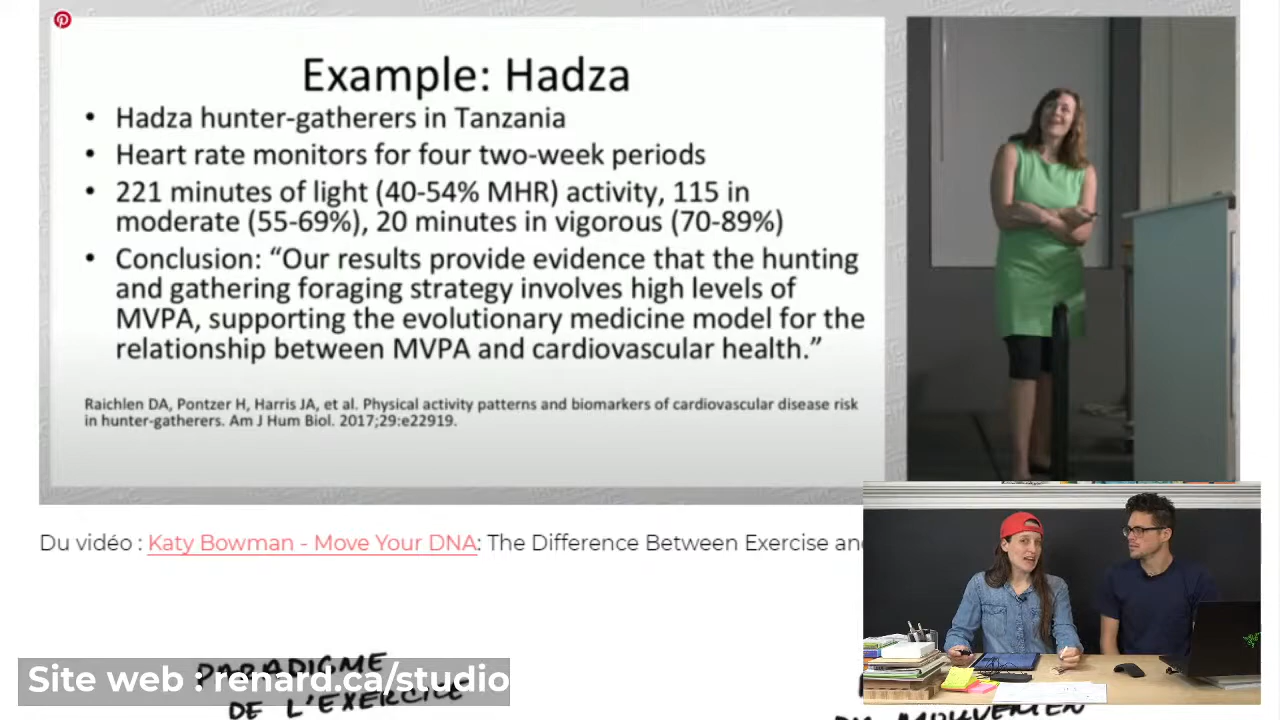 Example: Hadza
• Hadza hunter-gatherers in Tanzania
• Heart rate monitors for four two-week periods
• 221 minutes of light (40-54% MHR) activity, 115 in
moderate (55-69%), 20 minutes in vigorous (70-89%)
• Conclusion: “Our results provide evidence that the hunting
and gathering foraging strategy involves high levels of
MVPA, supporting the evolutionary medicine model for the
relationship between MVPA and cardiovascular health.”
Raichlen DA, Pontzer H, Harris JA, et al. Physical activity patterns and biomarkers of cardiovascular disease risk
in hunter-gatherers. Am J Hum Biol. 2017;29:e22919.
Du vidéo : Katy Bowman - Move Your DNA: The Difference Between Exercise
PARADIGME
DE L'EXERCICE
Site web : renard.ca/studio